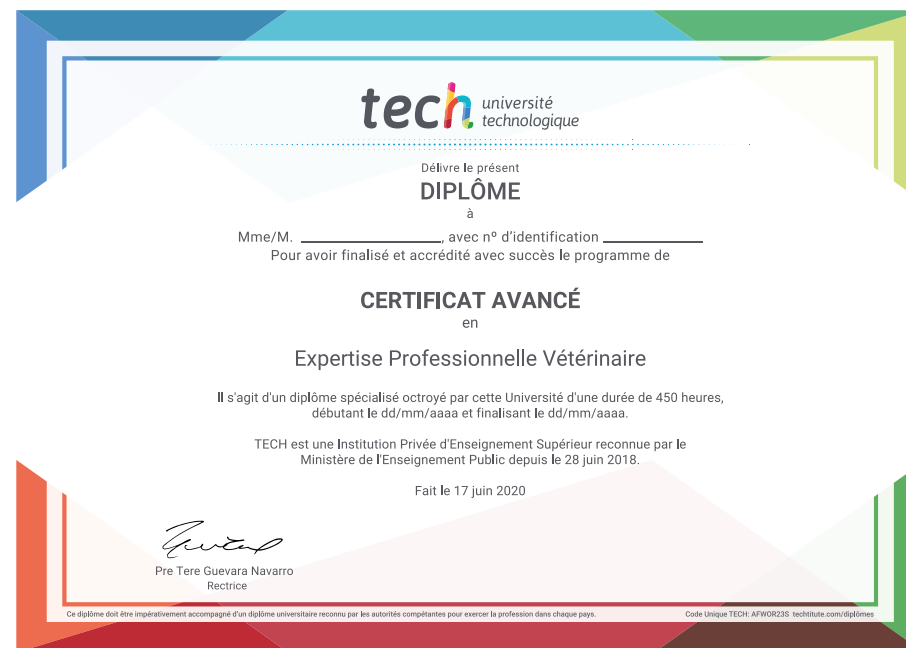 tech université
technologique
Délivre le présent
DIPLÔME
à
Mme/M. ____________________, avec nº d'identification ______________
Pour avoir finalisé et accrédité avec succès le programme de
CERTIFICAT AVANCÉ
en
Expertise Professionnelle Vétérinaire
Il s'agit d'un diplôme spécialisé octroyé par cette Université d'une durée de 450 heures,
débutant le dd/mm/aaaa et finalisant le dd/mm/aaaa.
TECH est une Institution Privée d'Enseignement Supérieur reconnue par le
Ministère de l'Enseignement Public depuis le 28 juin 2018.
Fait le 17 juin 2020
Pre Tere Guevara Navarro
Rectrice
Ce diplôme doit être impérativement accompagné d'un diplôme universitaire reconnu par les autorités compétentes pour exercer la profession dans chaque pays.
Code Unique TECH: AFWOR23S techtitute.com/diplômes